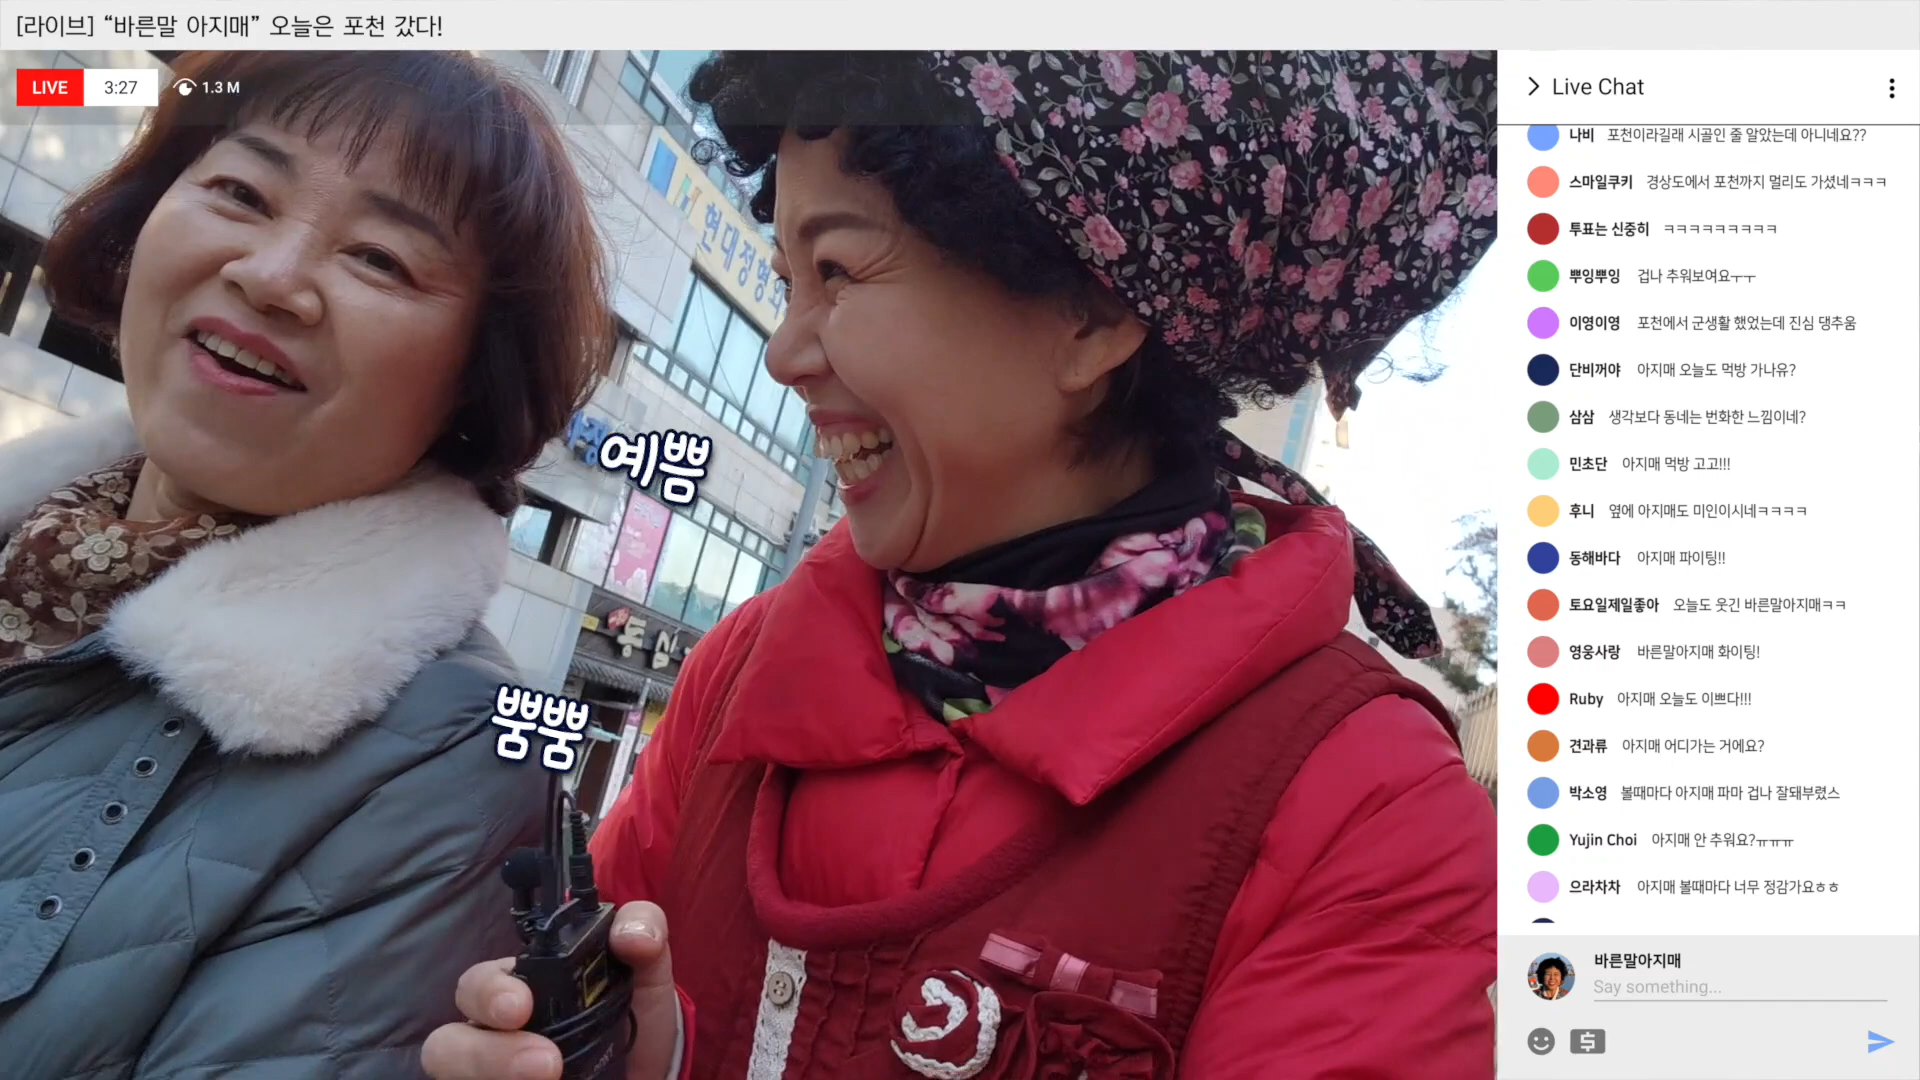 [라이브] “바른말 아지매” 오늘은 포천 갔다!
LIVE 3:27 1.3 M
현대정형외
예쁨
뿜뿜
Live Chat
나비 포천이라길래 시골인 줄 알았는데 아니네요??
스마일쿠키 경상도에서 포천까지 멀리도 가셨네ㅋㅋㅋ
투표는 신중히 ㅋㅋㅋㅋㅋㅋㅋㅋㅋ
뿌잉뿌잉 겁나 추워보여요ㅜㅜ
이영이영 포천에서 군생활 했었는데 진심 댕추움
단비꺼야 아지매 오늘도 먹방 가나유?
삼삼 생각보다 동네는 번화한 느낌이네?
민초단 아지매 먹방 고고!!!
후니 옆에 아지매도 미인이시네ㅋㅋㅋㅋ
동해바다 아지매 파이팅!!
토요일제일좋아 오늘도 웃긴 바른말아지매ㅋㅋ
영웅사랑 바른말아지매 화이팅!
Ruby 아지매 오늘도 이쁘다!!!
견과류 아지매 어디가는 거에요?
박소영 볼때마다 아지매 파마 겁나 잘돼부렸스
Yujin Choi 아지매 안 추워요?ㅠㅠㅠ
으라차차 아지매 볼때마다 너무 정감가요ㅎㅎ
바른말아지매
Say something...